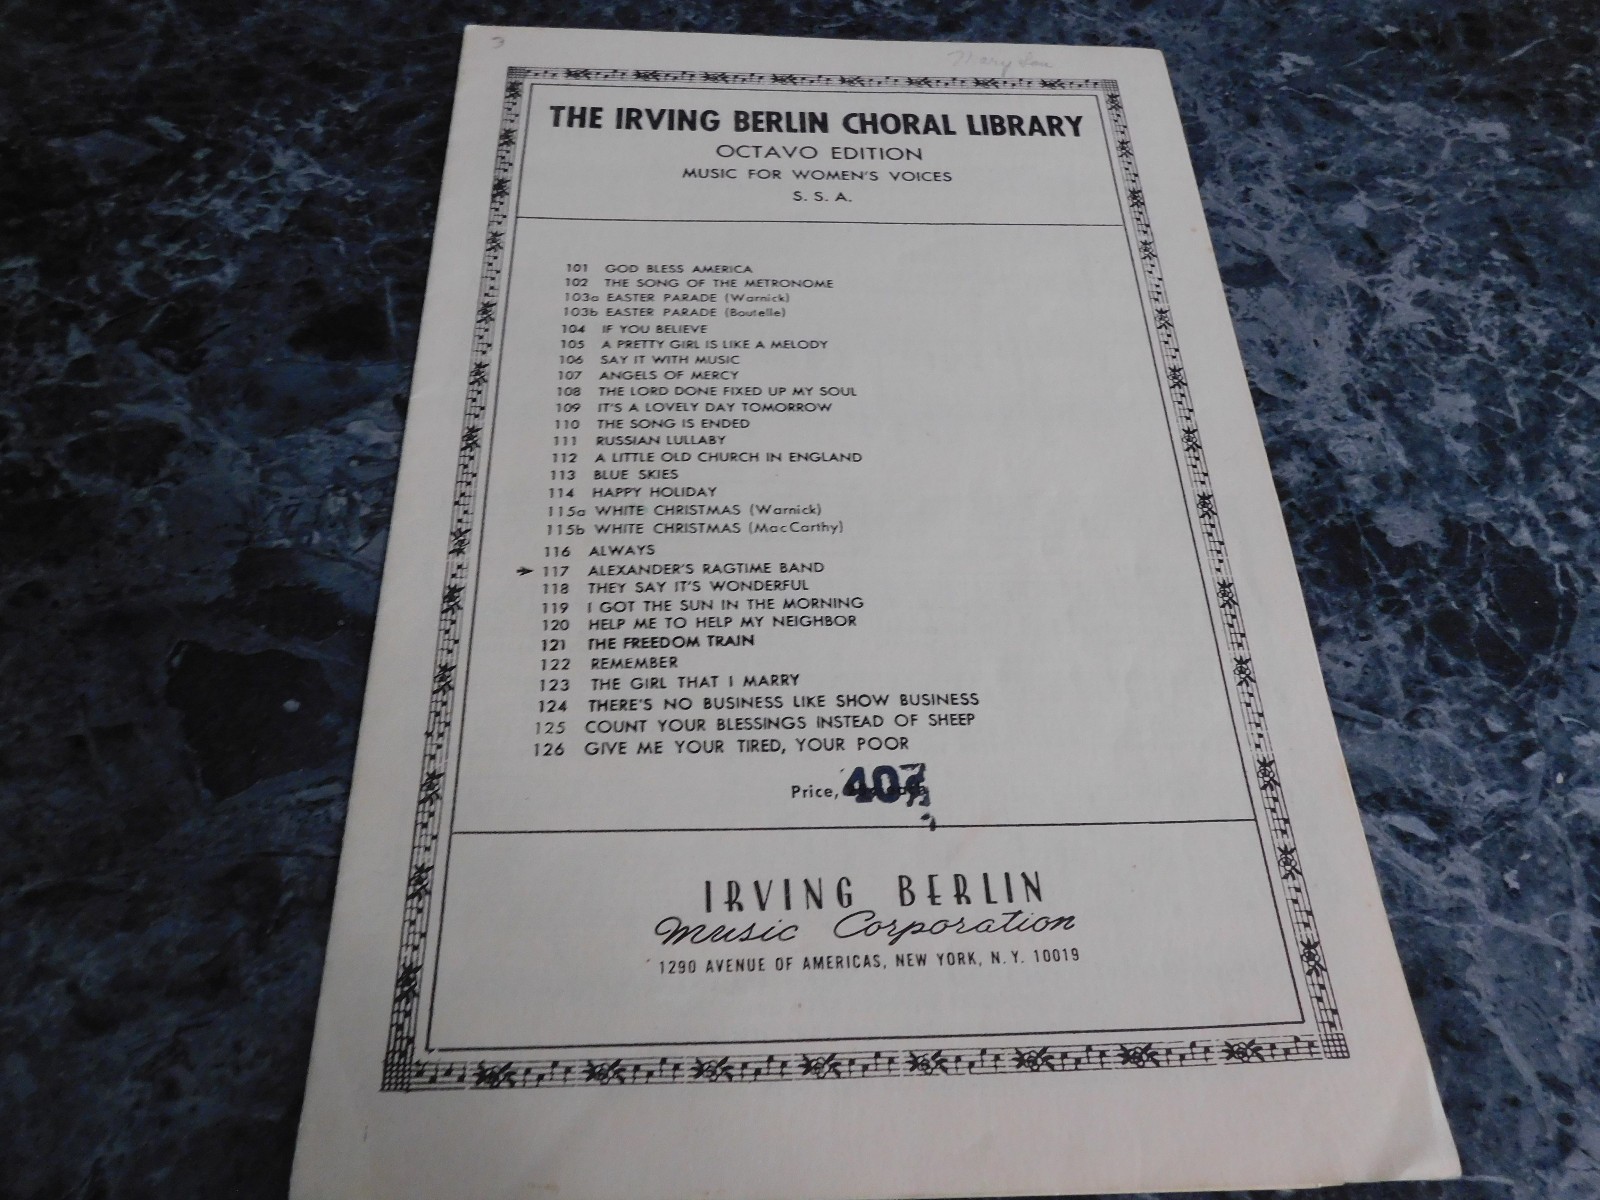 Mary
THE IRVING BERLIN CHORAL LIBRARY
OCTAVO EDITION
MUSIC FOR WOMEN'S VOICES
S. S. A.
101 GOD BLESS AMERICA
102 THE SONG OF THE METRONOME
103a EASTER PARADE (Warnick)
103b EASTER PARADE (Boutelle)
104 IF YOU BELIEVE
105 A PRETTY GIRL IS LIKE A MELODY
106 SAY IT WITH MUSIC
107 ANGELS OF MERCY
108 THE LORD DONE FIXED UP MY SOUL
109 IT'S A LOVELY DAY TOMORROW
110 THE SONG IS ENDED
111 RUSSIAN LULLABY
112 A LITTLE OLD CHURCH IN ENGLAND
113 BLUE SKIES
114 HAPPY HOLIDAY
115a WHITE CHRISTMAS (Warnick)
115b WHITE CHRISTMAS (MacCarthy)
116 ALWAYS
➔ 117 ALEXANDER'S RAGTIME BAND
118 THEY SAY IT'S WONDERFUL
119 I GOT THE SUN IN THE MORNING
120 HELP ME TO HELP MY NEIGHBOR
121 THE FREEDOM TRAIN
122 REMEMBER
123 THE GIRL THAT I MARRY
124 THERE'S NO BUSINESS LIKE SHOW BUSINESS
125 COUNT YOUR BLESSINGS INSTEAD OF SHEEP
126 GIVE ME YOUR TIRED, YOUR POOR
Price, 40
IRVING BERLIN
Music Corporation
1290 AVENUE OF AMERICAS, NEW YORK, N. Y. 10019